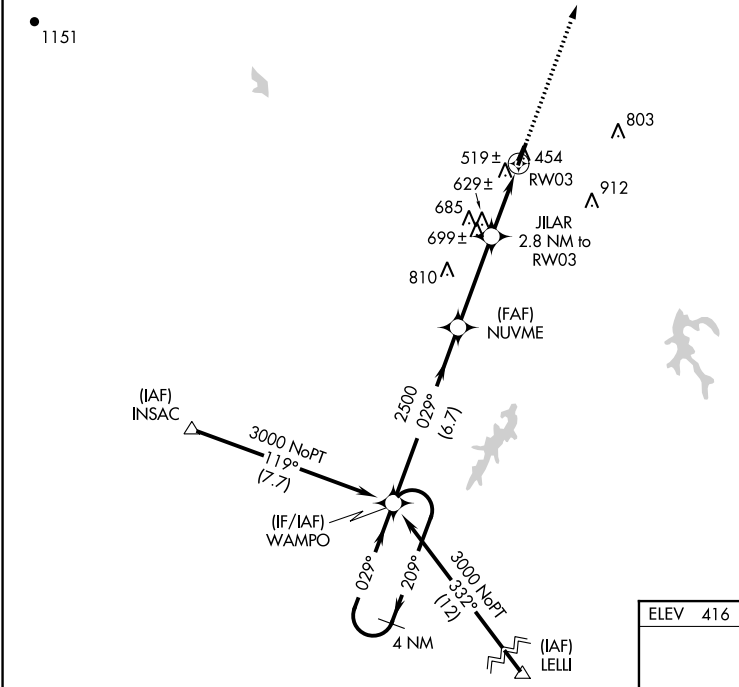 1151
803
519±
454
RW03
629±
912
685
JILAR
2.8 NM to
RW03
699±
810
(FAF)
NUVME
2500
029°
(6.7)
(IAF)
INSAC
3000 NoPT
119°
(7.7)
(IF/IAF)
WAMPO
029°
209°
3000 NoPT
332°
(12)
4 NM
(IAF)
LELLI
ELEV 416